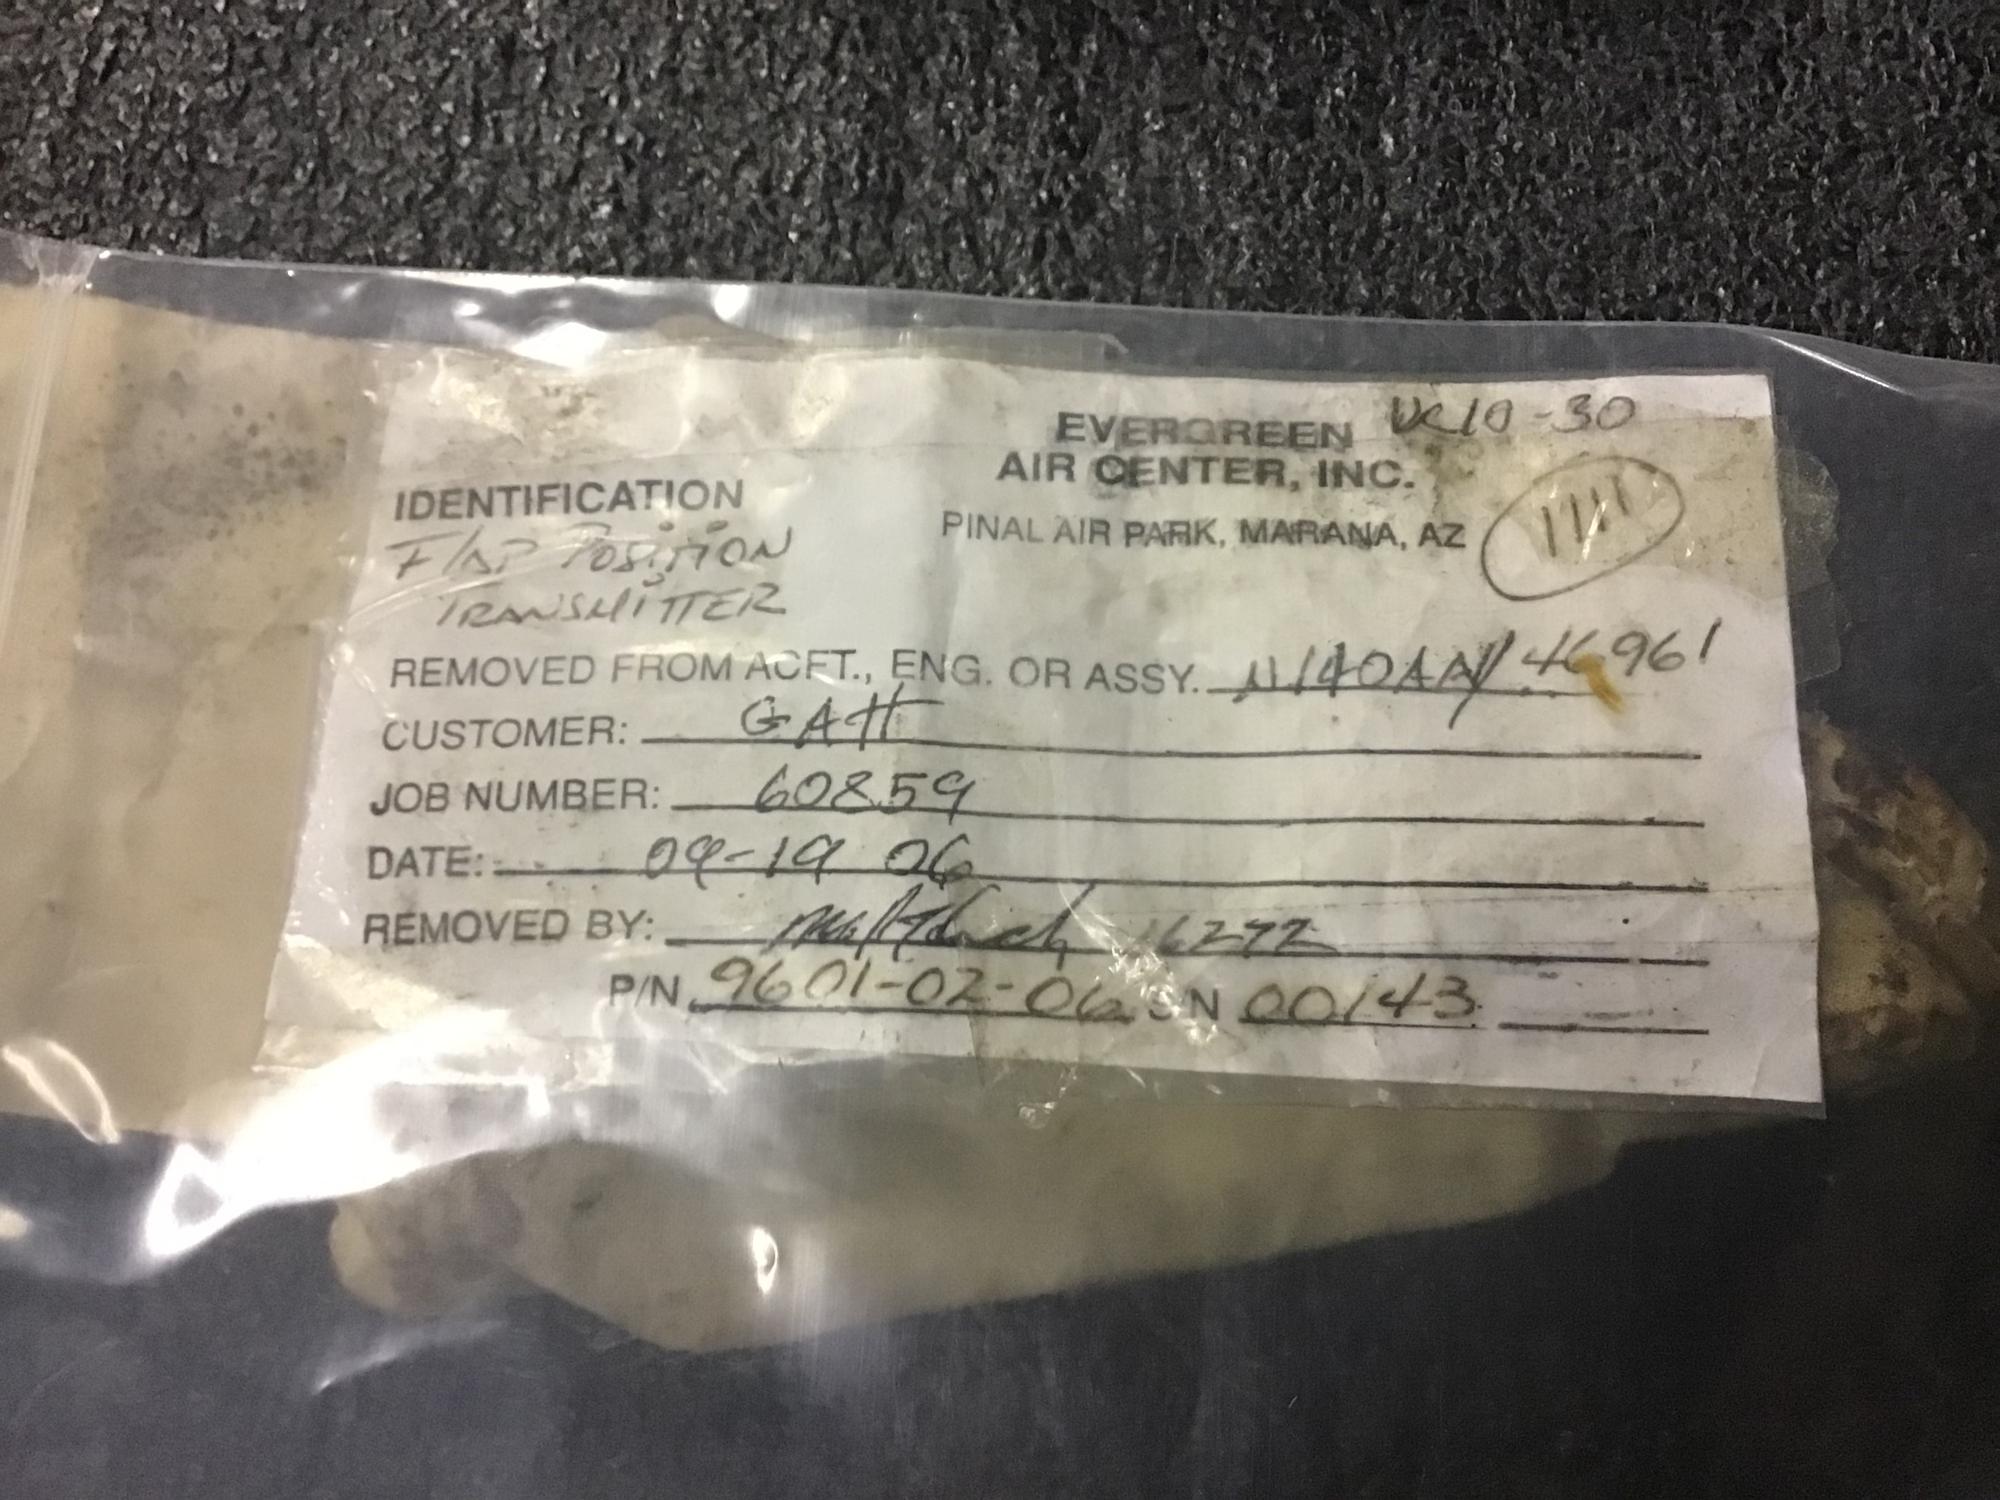 EVERGREEN DC10-30
AIR CENTER, INC.
PINAL AIR PARK, MARANA, AZ
IDENTIFICATION
FLAP POSITION
TRANSMITTER
REMOVED FROM ACFT., ENG. OR ASSY. N140AA/46961
CUSTOMER: GATT
JOB NUMBER: 60859
DATE: 09-19 06
REMOVED BY: 16272
P/N 9601-02-06 SN 00143